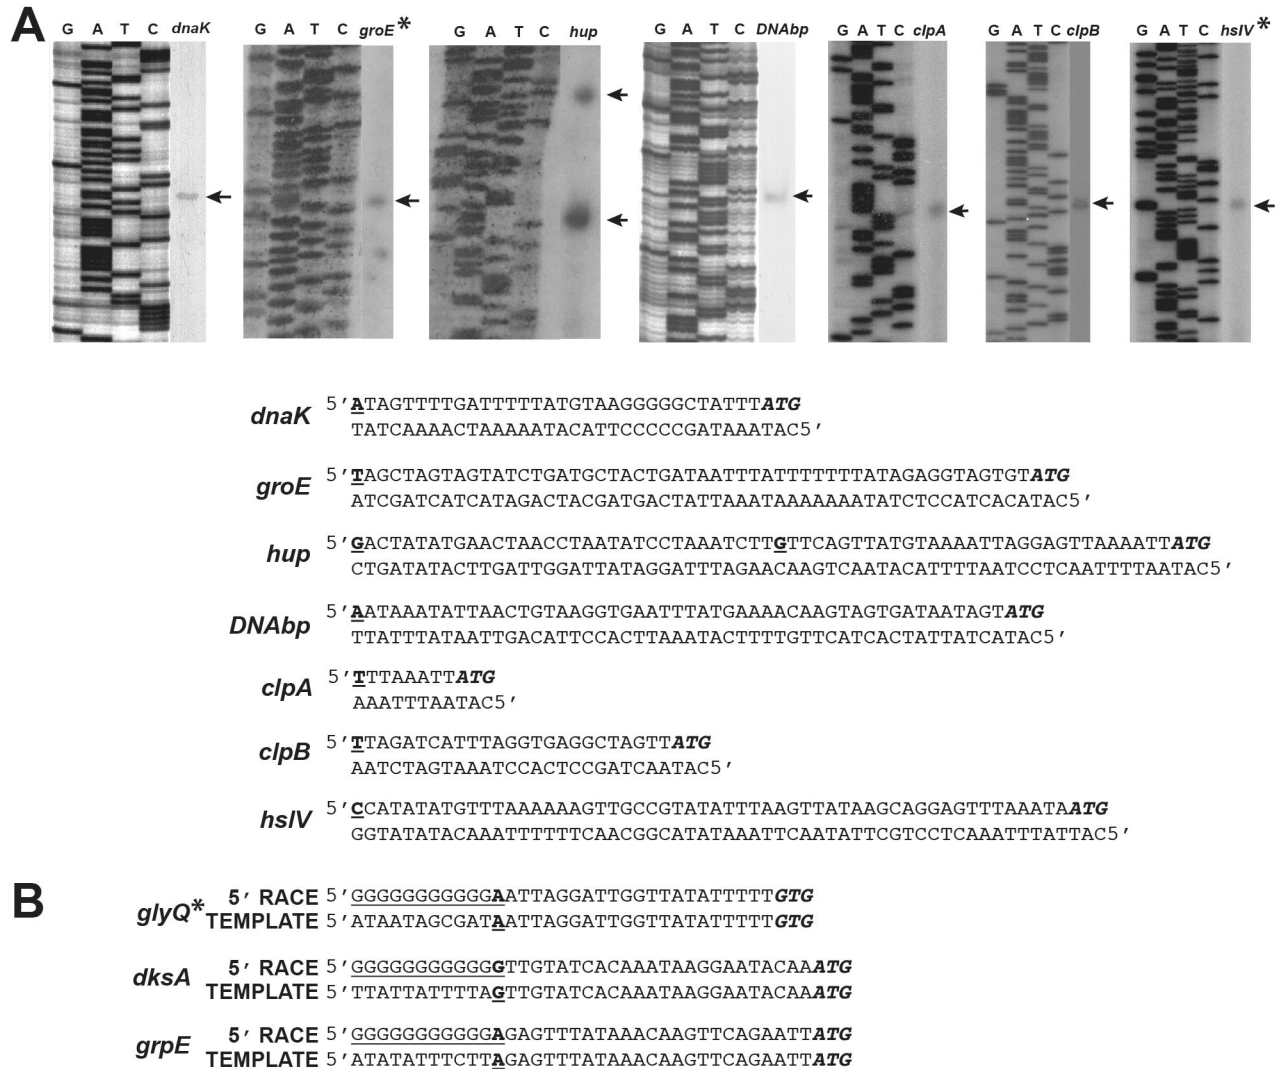 A
G A T C dnaK
G A T C groE*
G A T C hup
G A T C DNAbp
G A T C clpA
G A T C clpB
G A T C hslV *
dnaK
5′ATAGTTTTGATTTTTATGTAAGGGGGCTATTTATG
TATCAAAACTAAAAATACATTCCCCCGATAAATAC5′
groE
5′TAGCTAGTAGTATCTGATGCTACTGATAATTTATTTTTTTATAGAGGTAGTGTATG
ATCGATCATCATAGACTACGATGACTATTAAATAAAAAAATATCTCCATCACATAC5′
hup
5′GACTATATGAACTAACCTAATATCCTAAATCTTGTTCAGTTATGTAAAATTAGGAGTTAAAATTATG
CTGATATACTTGATTGGATTATAGGATTTAGAACAAGTCAATACATTTTAATCCTCAATTTTAATAC5′
DNAbp
5′AATAAATATTAACTGTAAGGTGAATTTATGAAAACAAGTAGTGATAATAGTATG
TTATTTATAATTGACATTCCACTTAAATACTTTTGTTCATCACTATTATCATAC5′
clpA
5′TTTAAATTATG
AAATTTAATAC5′
clpB
5′TTAGATCATTTAGGTGAGGCTAGTTATG
AATCTAGTAAATCCACTCCGATCAATAC5′
hslV
5′CCATATATGTTTAAAAAAGTTGCCGTATATTTAAGTTATAAGCAGGAGTTTAAATAATG
GGTATATACAAATTTTTTCAACGGCATATAAATTCAATATTCGTCCTCAAATTTATTAC5′
B
glyQ*
5′ RACE 5′GGGGGGGGGGGAATTAGGATTGGTTATATTTTTGTG
TEMPLATE 5′ATAATAGCGATAATTAGGATTGGTTATATTTTTGTG
dksA
5′ RACE 5′GGGGGGGGGGGGTTGTATCACAAATAAGGAATACAAATG
TEMPLATE 5′TTATTATTTTAGTTGTATCACAAATAAGGAATACAAATG
grpE
5′ RACE 5′GGGGGGGGGGGAGAGTTTATAAACAAGTTCAGAATTATG
TEMPLATE 5′ATATATTTCTTAGAGTTTATAAACAAGTTCAGAATTATG